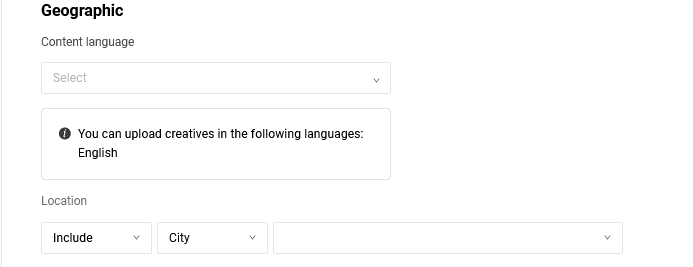 Geographic
Content language
Select
You can upload creatives in the following languages:
English
Location
Include City